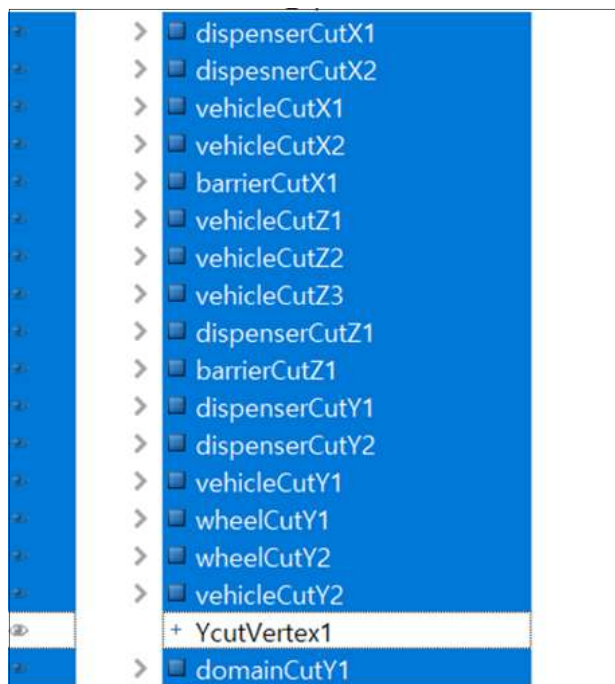 dispenserCutX1
dispesnerCutX2
vehicleCutX1
vehicleCutX2
barrierCutX1
vehicleCutZ1
vehicleCutZ2
vehicleCutZ3
dispenserCutZ1
barrierCutZ1
dispenserCutY1
dispenserCutY2
vehicleCutY1
wheelCutY1
wheelCutY2
vehicleCutY2
YcutVertex1
domainCutY1